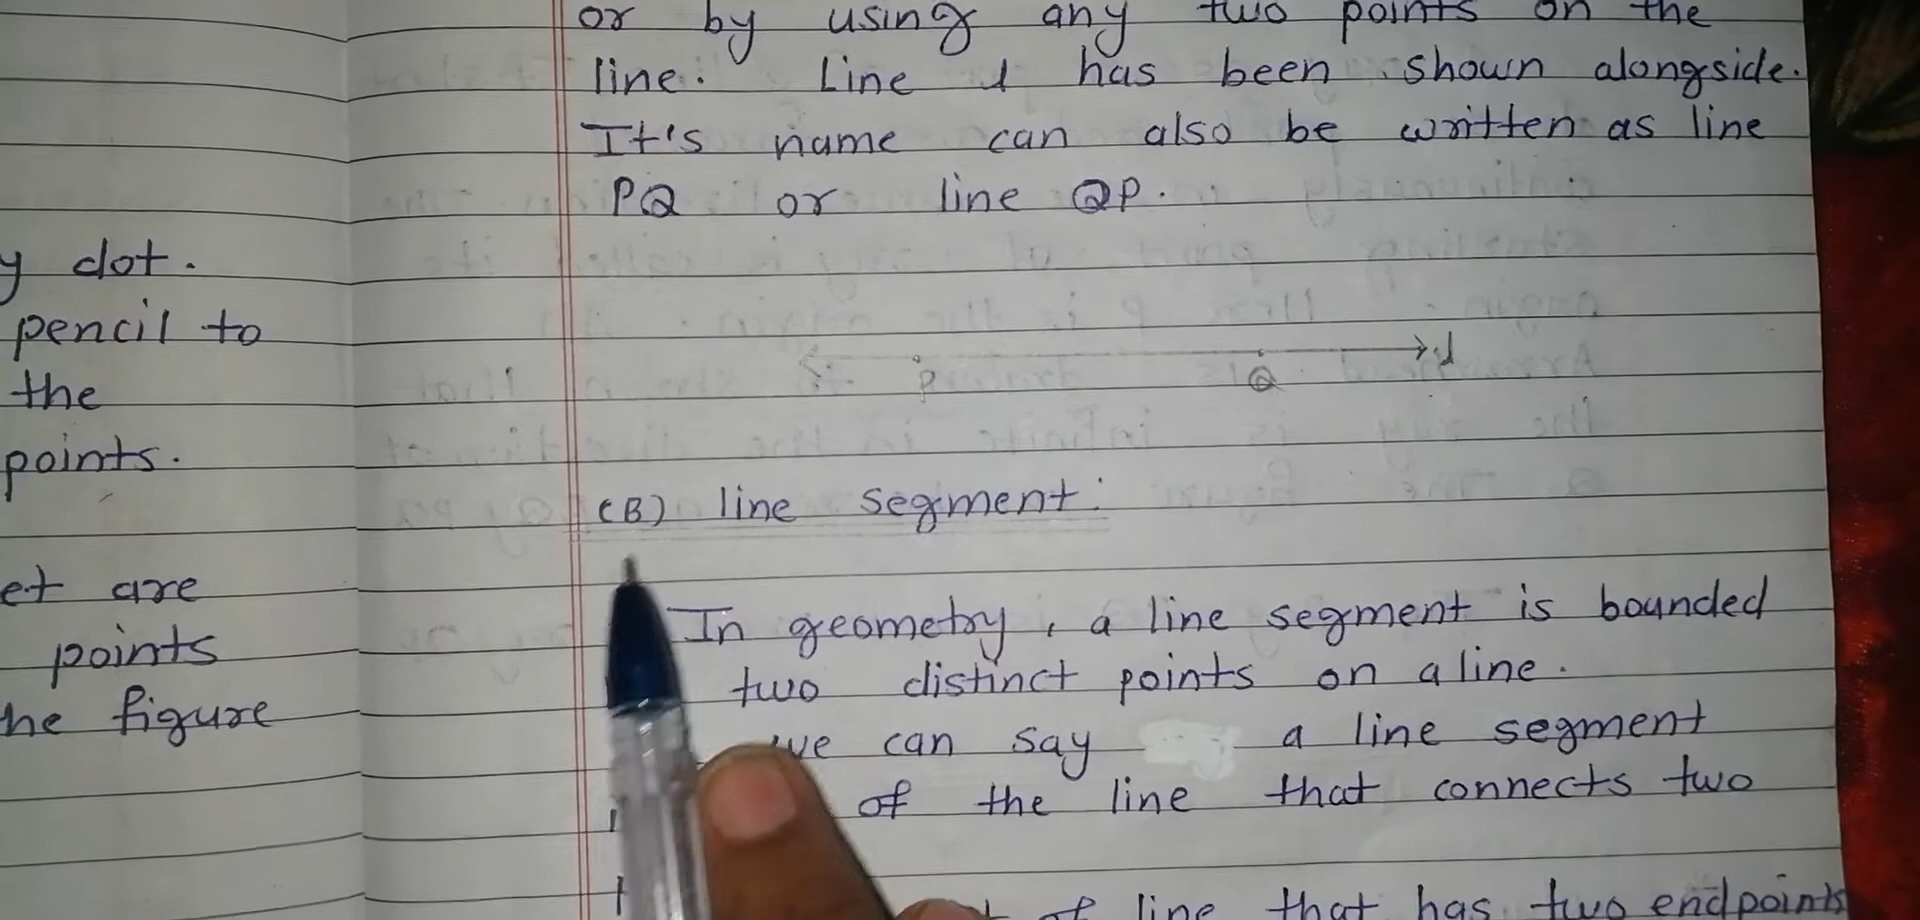 y dot.
pencil to
the
points.
et are
points
he figure
or by using any two points on the
line. Line l has been shown alongside.
It's name can also be written as line
PQ or line QP.
P Q l
(B) line segment:
In geometry, a line segment is bounded
two distinct points on a line.
we can say a line segment
of the line that connects two
of line that has two endpoints